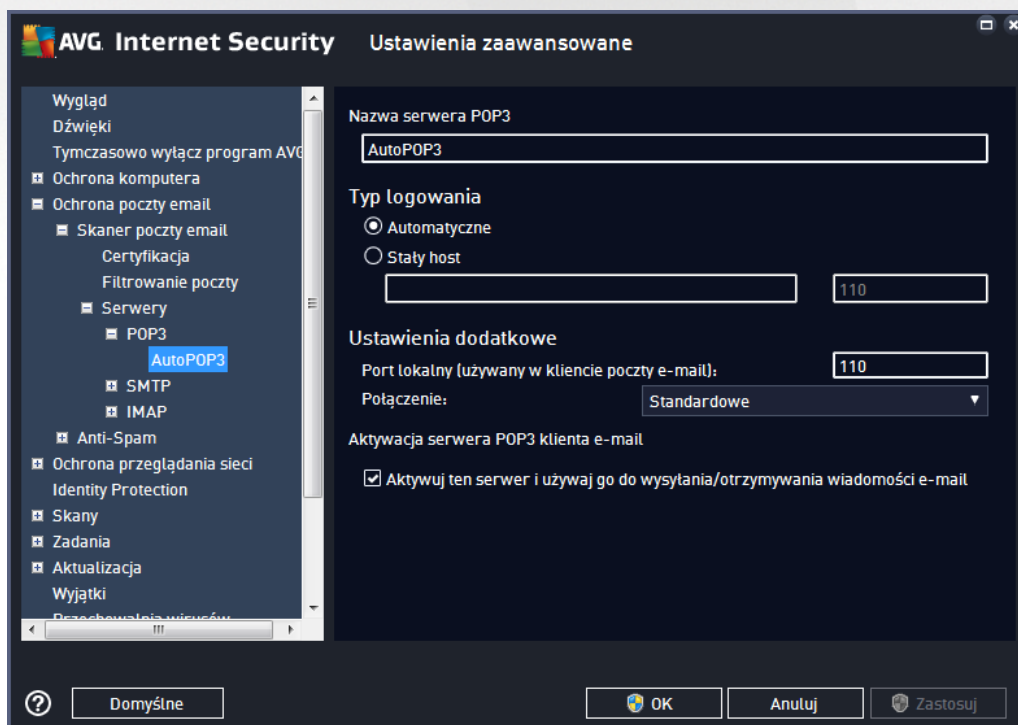 AVG. Internet Security
Ustawienia zaawansowane
Wygląd
Dźwięki
Tymczasowo wyłącz program AVG
Ochrona komputera
Ochrona poczty email
Skaner poczty email
Certyfikacja
Filtrowanie poczty
Serwery
POP3
AutoPOP3
SMTP
IMAP
Anti-Spam
Ochrona przeglądania sieci
Identity Protection
Skany
Zadania
Aktualizacja
Wyjątki
Przechowalnia wirusów
Nazwa serwera POP3
AutoPOP3
Typ logowania
Automatyczne
Stały host
110
Ustawienia dodatkowe
Port lokalny (używany w kliencie poczty e-mail):
110
Połączenie:
Standardowe
Aktywacja serwera POP3 klienta e-mail
Aktywuj ten serwer i używaj go do wysyłania/otrzymywania wiadomości e-mail
Domyślne
OK
Anuluj
Zastosuj